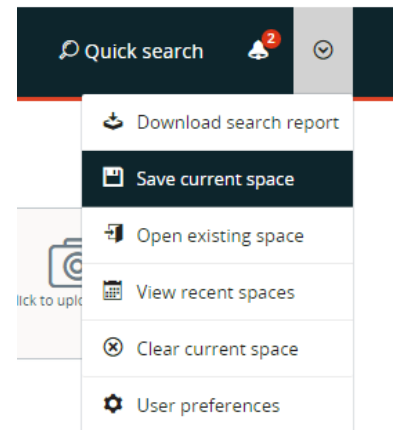 Quick search
2
Download search report
Save current space
Open existing space
View recent spaces
Clear current space
User preferences